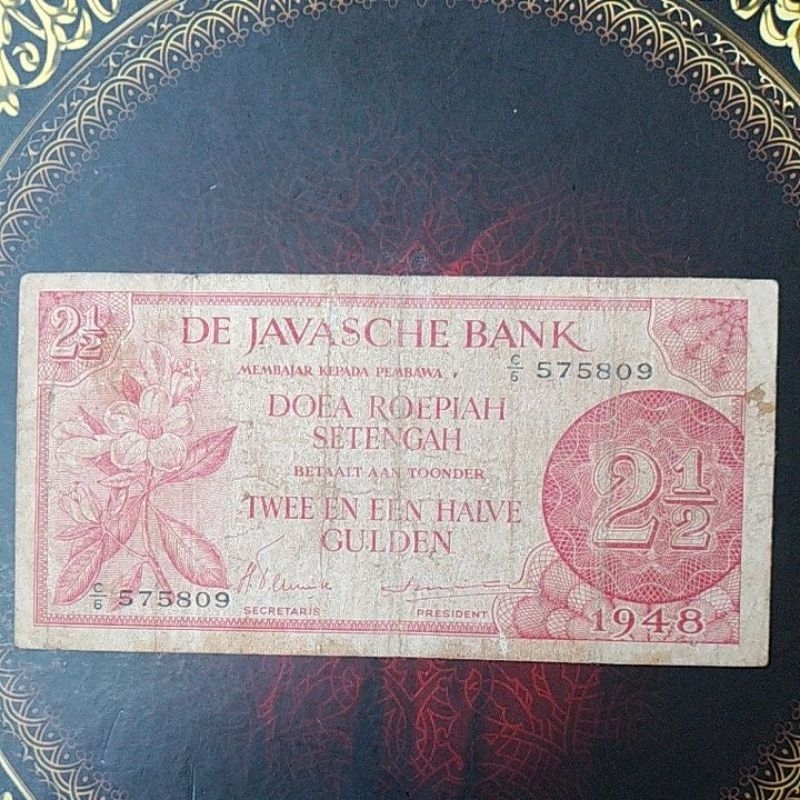 2½
DE JAVASCHE BANK
MEMBAJAR KEPADA PEMBAWA
C/6 575809
DOEA ROEPIAH
SETENGAH
BETAALT AAN TOONDER
TWEE EN EEN HALVE
GULDEN
2½
C/6 575809
SECRETARIS
PRESIDENT
1948